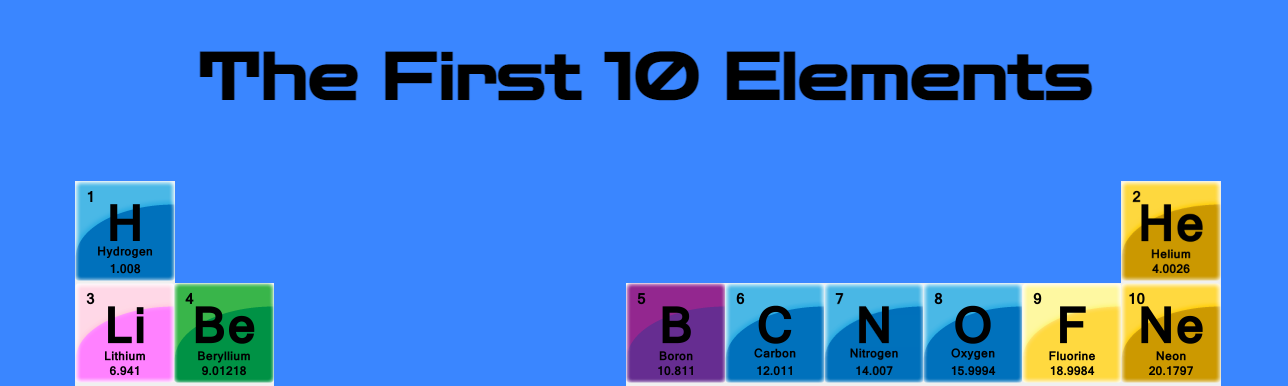 The First 10 Elements
1
H
Hydrogen
1.008
2
He
Helium
4.0026
3
Li
Lithium
6.941
4
Be
Beryllium
9.01218
5
B
Boron
10.811
6
C
Carbon
12.011
7
N
Nitrogen
14.007
8
O
Oxygen
15.9994
9
F
Fluorine
18.9984
10
Ne
Neon
20.1797